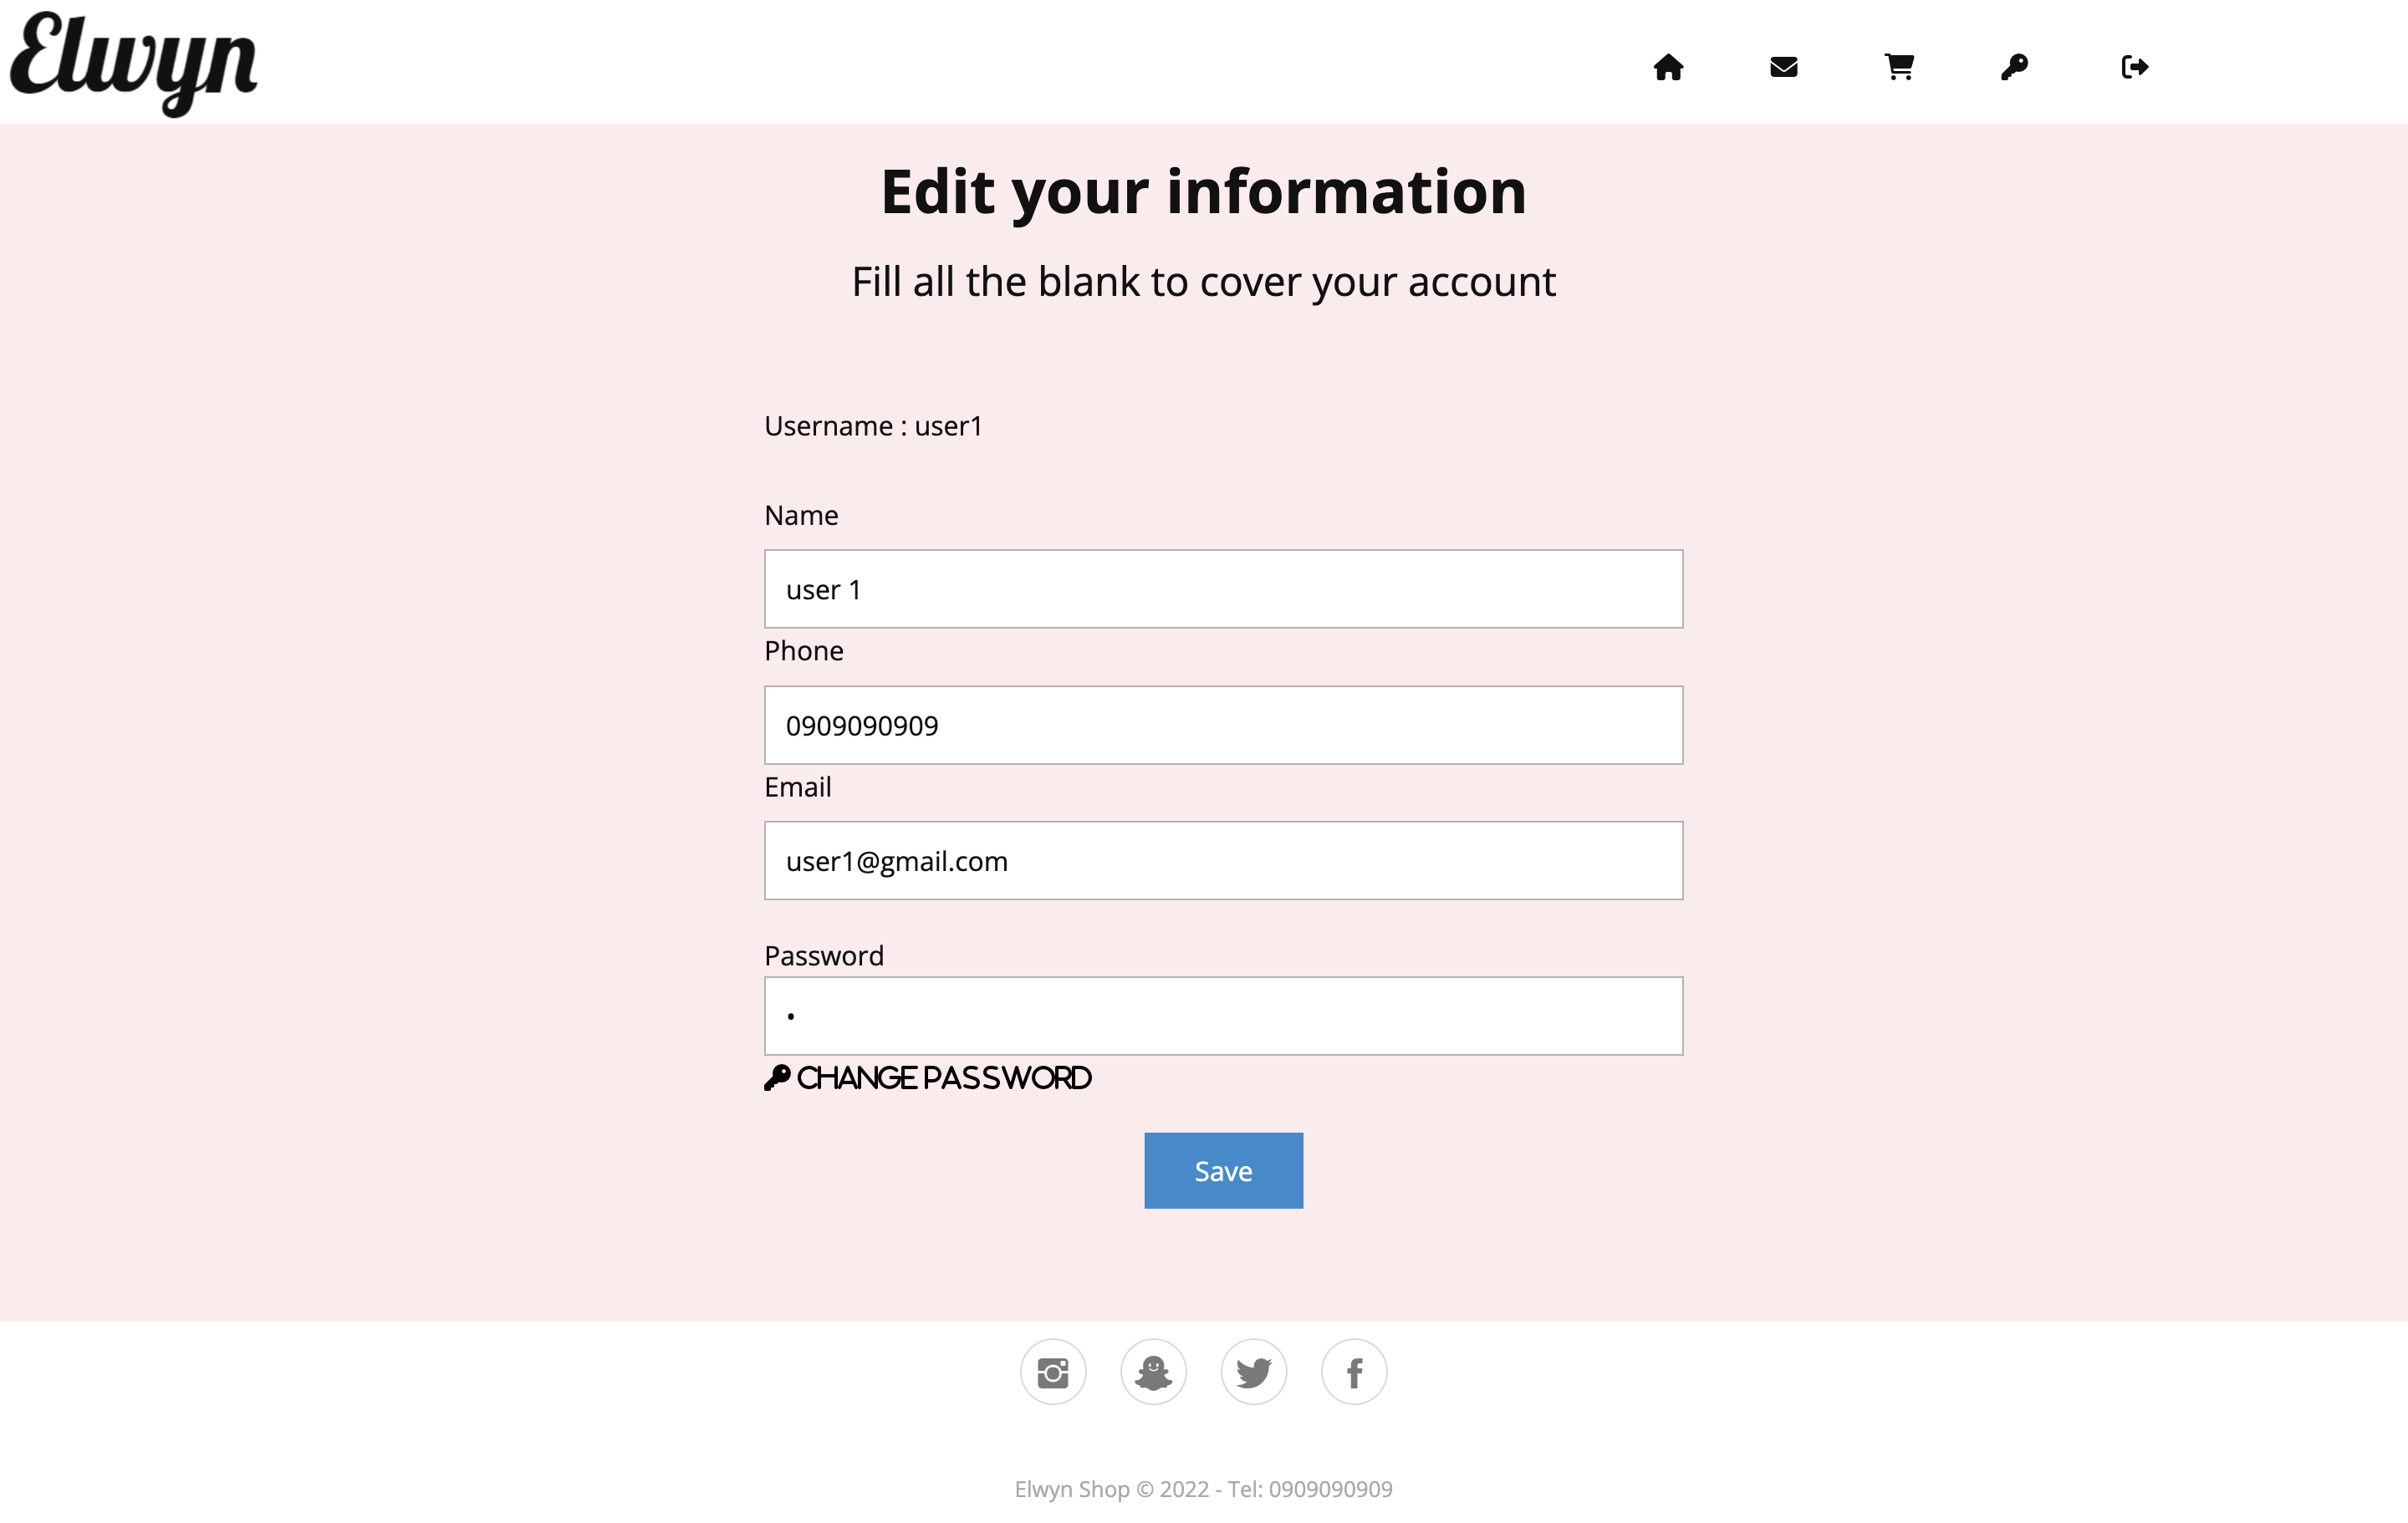 Elwyn
Edit your information
Fill all the blank to cover your account
Username : user1
Name
user 1
Phone
0909090909
Email
user1@gmail.com
Password
•
CHANGE PASSWORD
Save
Elwyn Shop © 2022 - Tel: 0909090909